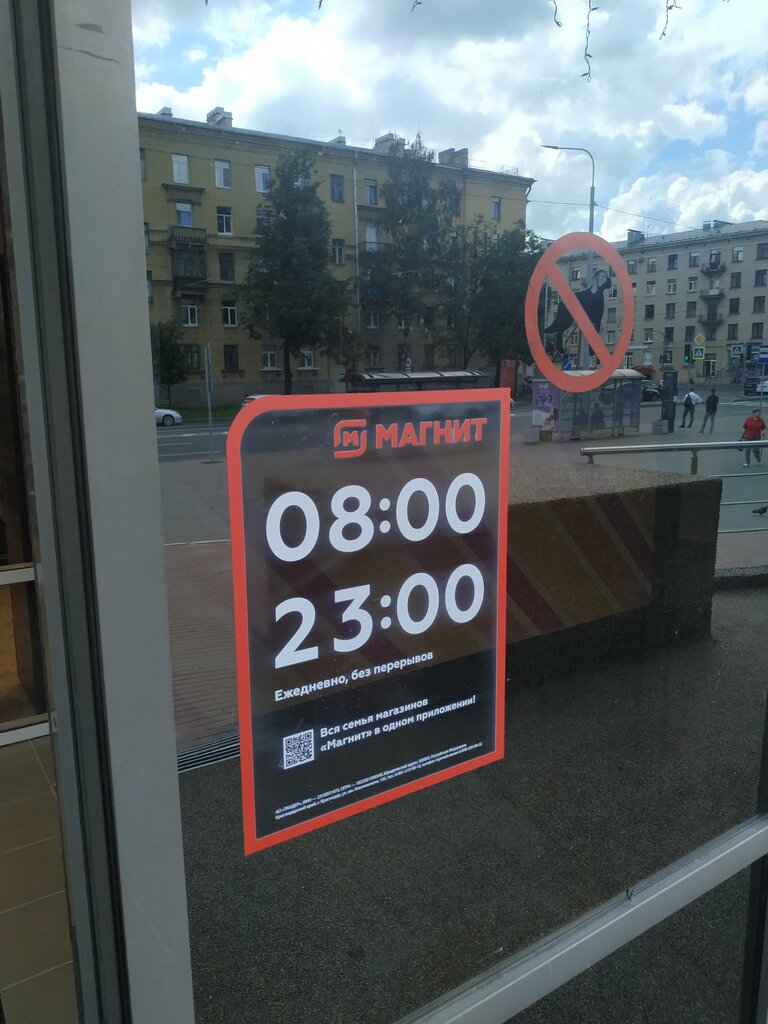 МАГНИТ
08:00
23:00
Ежедневно, без перерывов
Вся семья магазинов
«Магнит» в одном приложении!